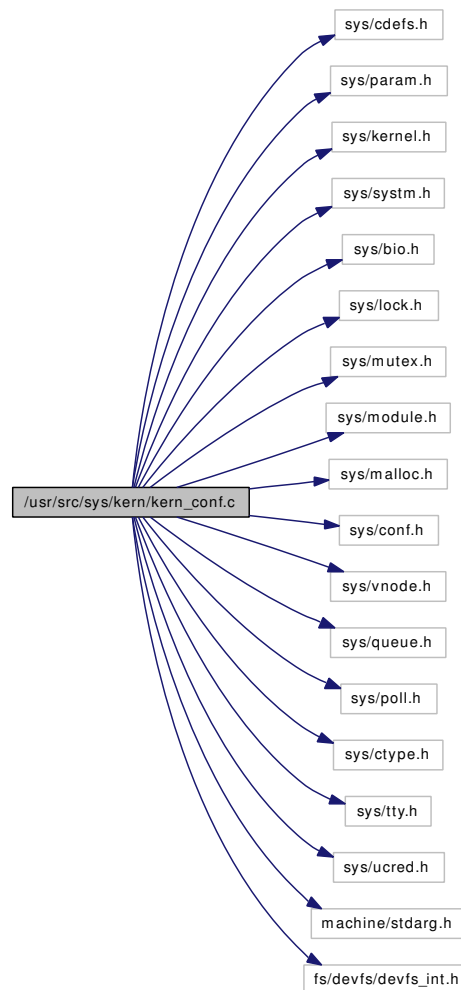 sys/cdefs.h
sys/param.h
sys/kernel.h
sys/systm.h
sys/bio.h
sys/lock.h
sys/mutex.h
sys/module.h
sys/malloc.h
/usr/src/sys/kern/kern_conf.c
sys/conf.h
sys/vnode.h
sys/queue.h
sys/poll.h
sys/ctype.h
sys/tty.h
sys/ucred.h
machine/stdarg.h
fs/devfs/devfs_int.h